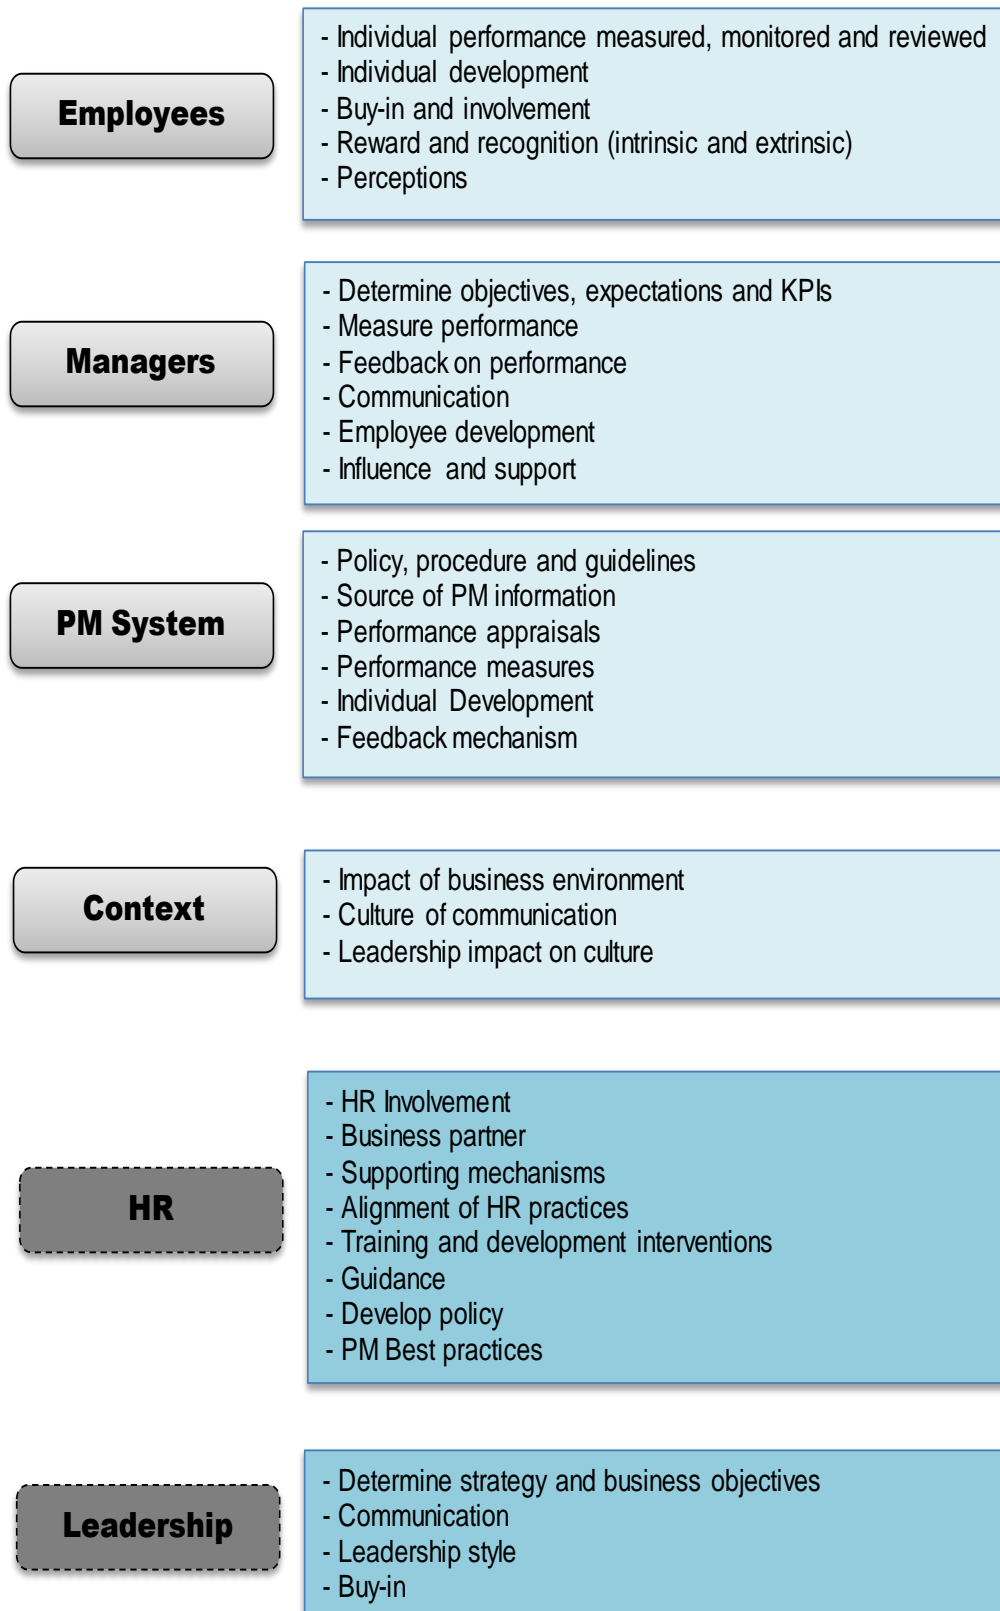 Employees
- Individual performance measured, monitored and reviewed
- Individual development
- Buy-in and involvement
- Reward and recognition (intrinsic and extrinsic)
- Perceptions
Managers
- Determine objectives, expectations and KPIs
- Measure performance
- Feedback on performance
- Communication
- Employee development
- Influence and support
PM System
- Policy, procedure and guidelines
- Source of PM information
- Performance appraisals
- Performance measures
- Individual Development
- Feedback mechanism
Context
- Impact of business environment
- Culture of communication
- Leadership impact on culture
HR
- HR Involvement
- Business partner
- Supporting mechanisms
- Alignment of HR practices
- Training and development interventions
- Guidance
- Develop policy
- PM Best practices
Leadership
- Determine strategy and business objectives
- Communication
- Leadership style
- Buy-in